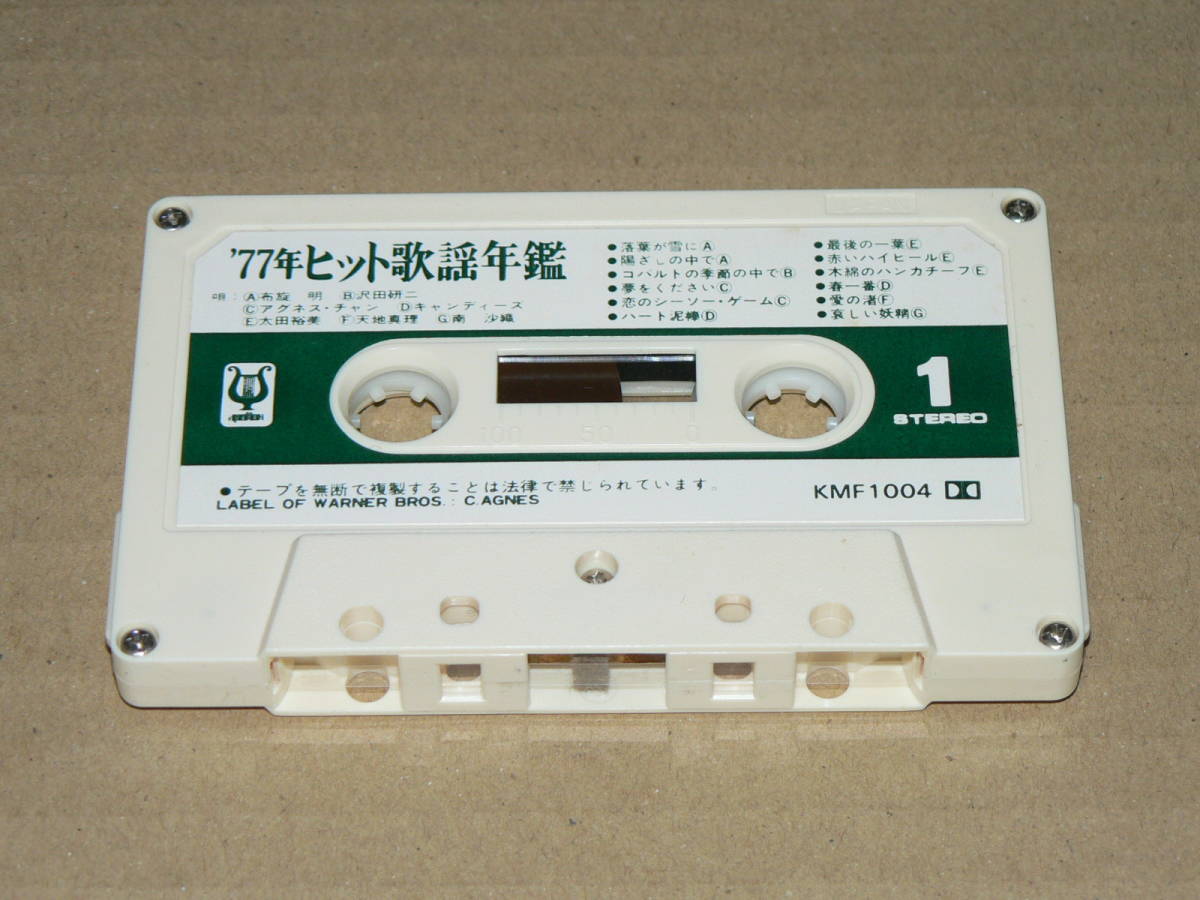 '77年ヒット歌謡年鑑
唄：Ⓐ布施　明　Ⓑ沢田研二
Ⓒアグネス・チャン　Ⓓキャンディーズ
Ⓔ太田裕美　Ⓕ天地真理　Ⓖ南　沙織
●落葉が雪にⒶ
●陽ざしの中でⒶ
●コバルトの季節の中でⒷ
●夢をくださいⒸ
●恋のシーソー・ゲームⒸ
●ハート泥棒Ⓓ
●最後の一葉Ⓔ
●赤いハイヒールⒺ
●木綿のハンカチーフⒺ
●春一番Ⓓ
●愛の渚Ⓕ
●哀しい妖精Ⓖ
1
STEREO
100 50 0
●テープを無断で複製することは法律で禁じられています。
LABEL OF WARNER BROS.: C.AGNES
KMF1004